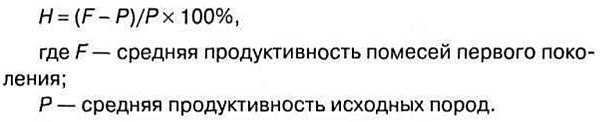 H = (F – P)/P × 100%,
где F — средняя продуктивность помесей первого поко-
ления;
P — средняя продуктивность исходных пород.